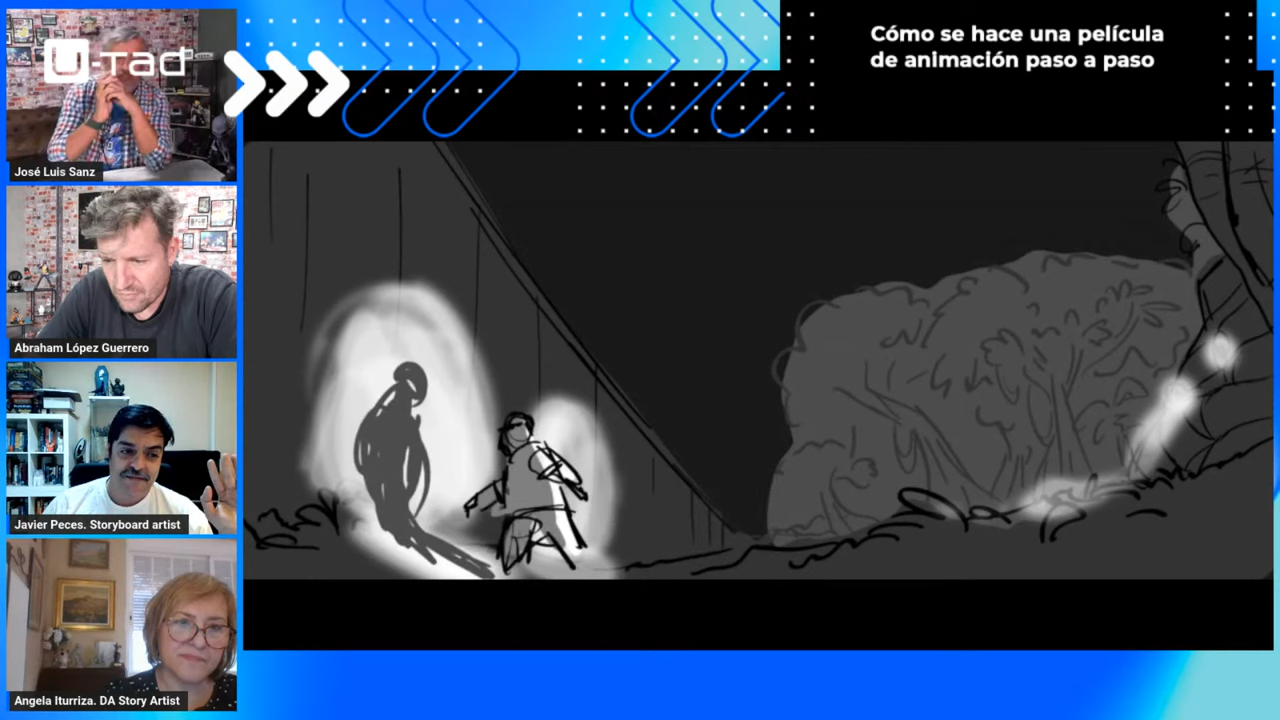 U-Tad
Cómo se hace una película
de animación paso a paso
José Luis Sanz
Abraham López Guerrero
Javier Peces. Storyboard artist
Angela Iturriza. DA Story Artist